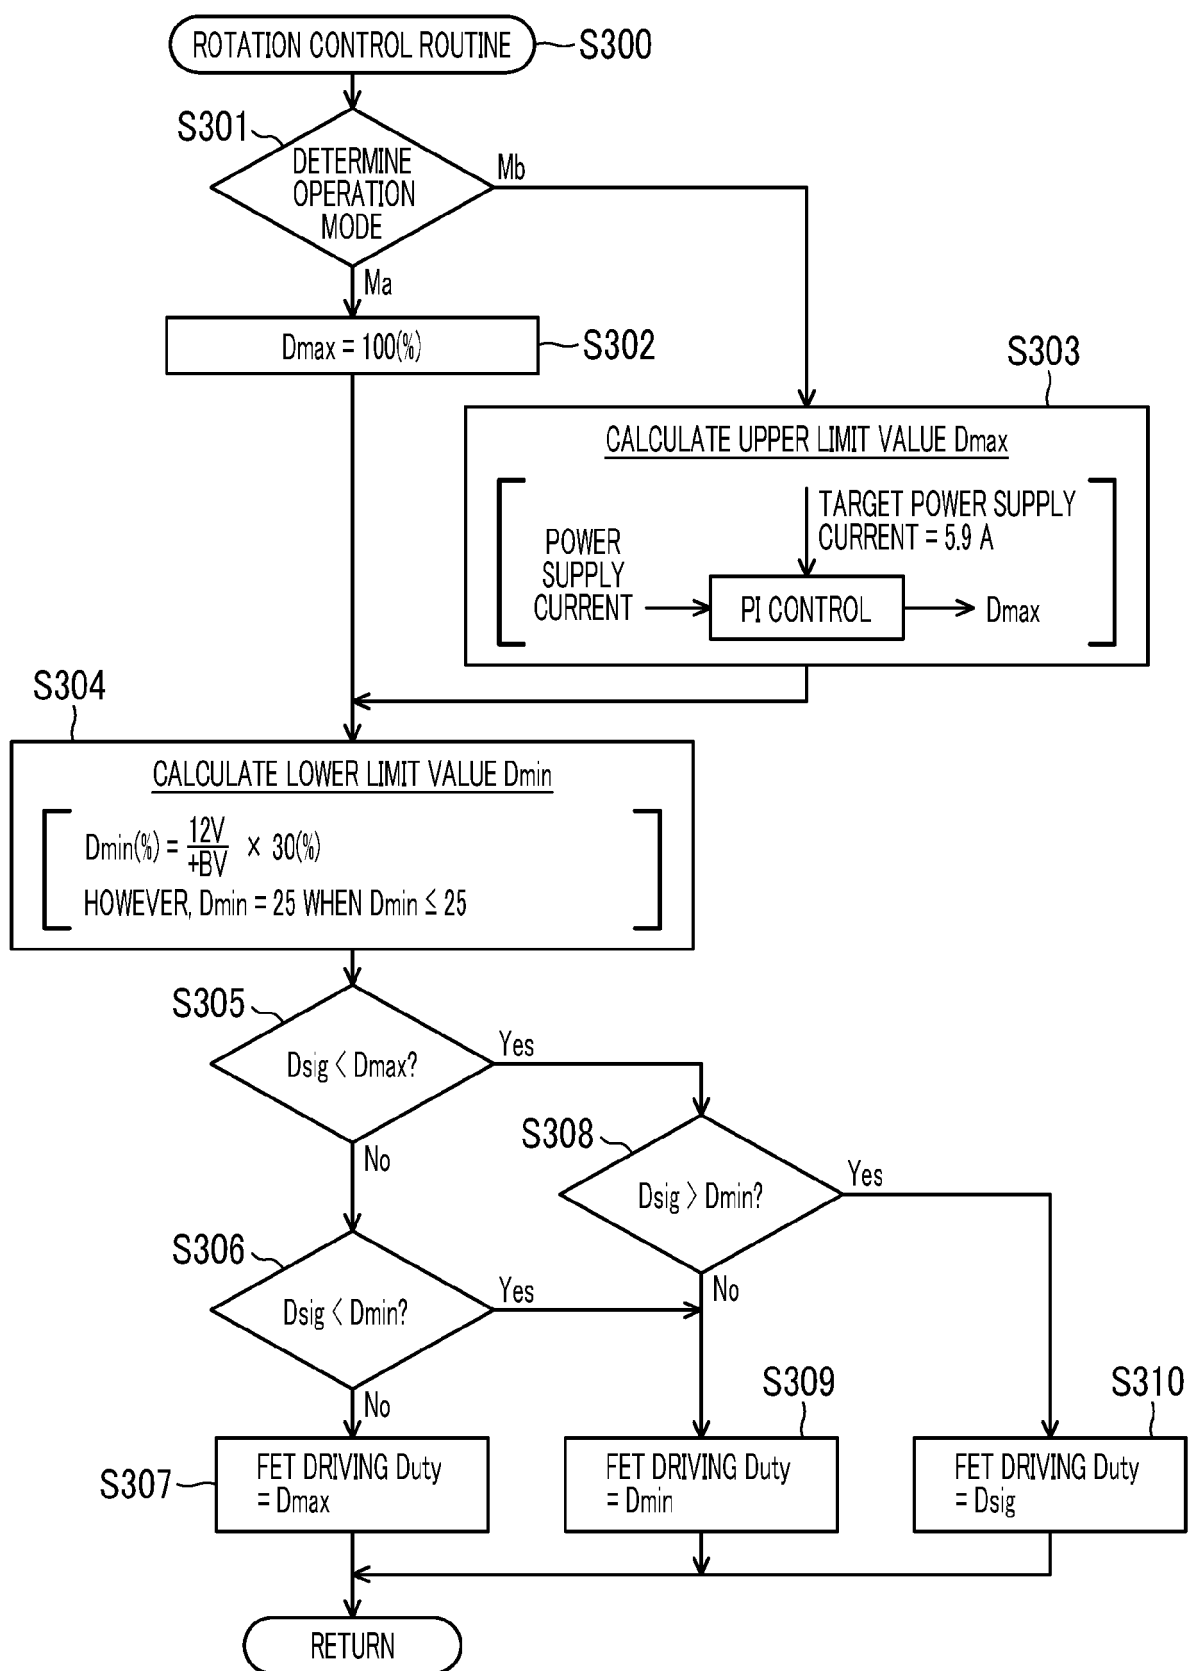 ROTATION CONTROL ROUTINE
S300
S301
DETERMINE
OPERATION
MODE
Mb
Ma
Dmax = 100(%)
S302
S303
CALCULATE UPPER LIMIT VALUE Dmax
TARGET POWER SUPPLY
CURRENT = 5.9 A
POWER
SUPPLY
CURRENT
PI CONTROL
Dmax
S304
CALCULATE LOWER LIMIT VALUE Dmin
Dmin(%) = 12V / +BV × 30(%)
HOWEVER, Dmin = 25 WHEN Dmin ≤ 25
S305
Dsig < Dmax?
Yes
No
S308
Dsig > Dmin?
Yes
No
S306
Dsig < Dmin?
Yes
No
S307
FET DRIVING Duty
= Dmax
S309
FET DRIVING Duty
= Dmin
S310
FET DRIVING Duty
= Dsig
RETURN